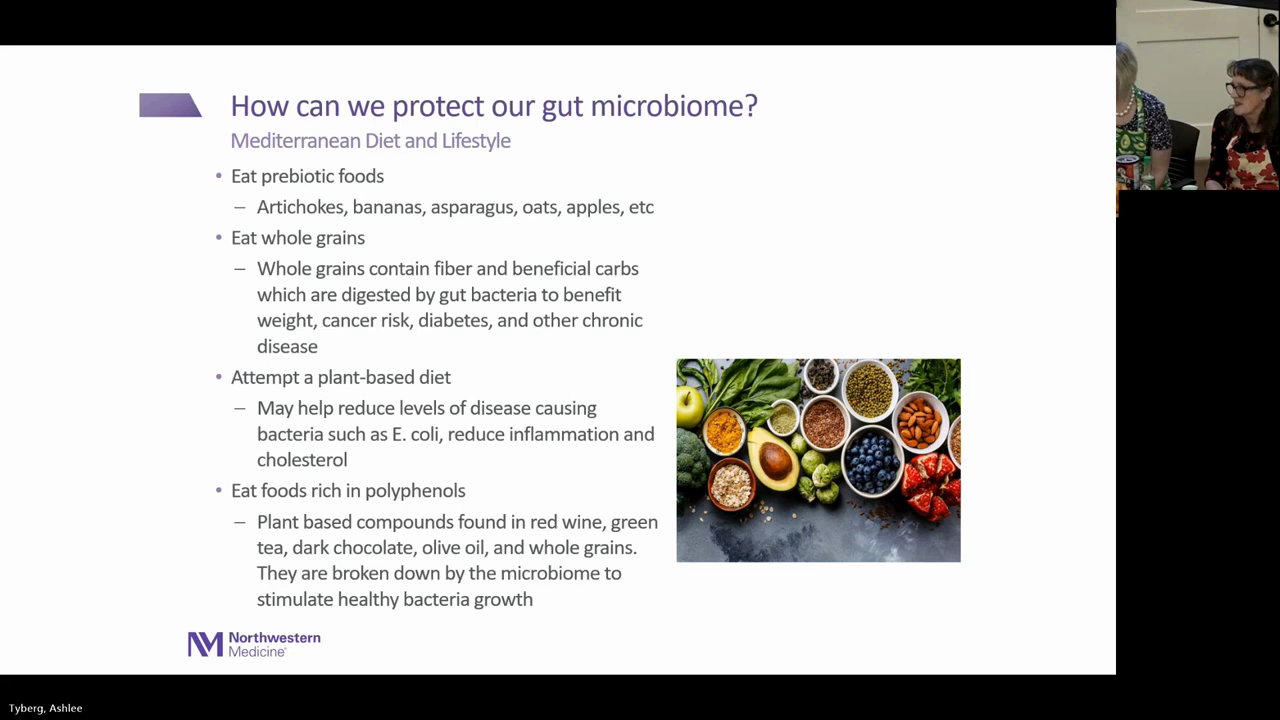 How can we protect our gut microbiome?
Mediterranean Diet and Lifestyle
• Eat prebiotic foods
– Artichokes, bananas, asparagus, oats, apples, etc
• Eat whole grains
– Whole grains contain fiber and beneficial carbs
which are digested by gut bacteria to benefit
weight, cancer risk, diabetes, and other chronic
disease
• Attempt a plant-based diet
– May help reduce levels of disease causing
bacteria such as E. coli, reduce inflammation and
cholesterol
• Eat foods rich in polyphenols
– Plant based compounds found in red wine, green
tea, dark chocolate, olive oil, and whole grains.
They are broken down by the microbiome to
stimulate healthy bacteria growth
Northwestern
Medicine
Tyberg, Ashlee